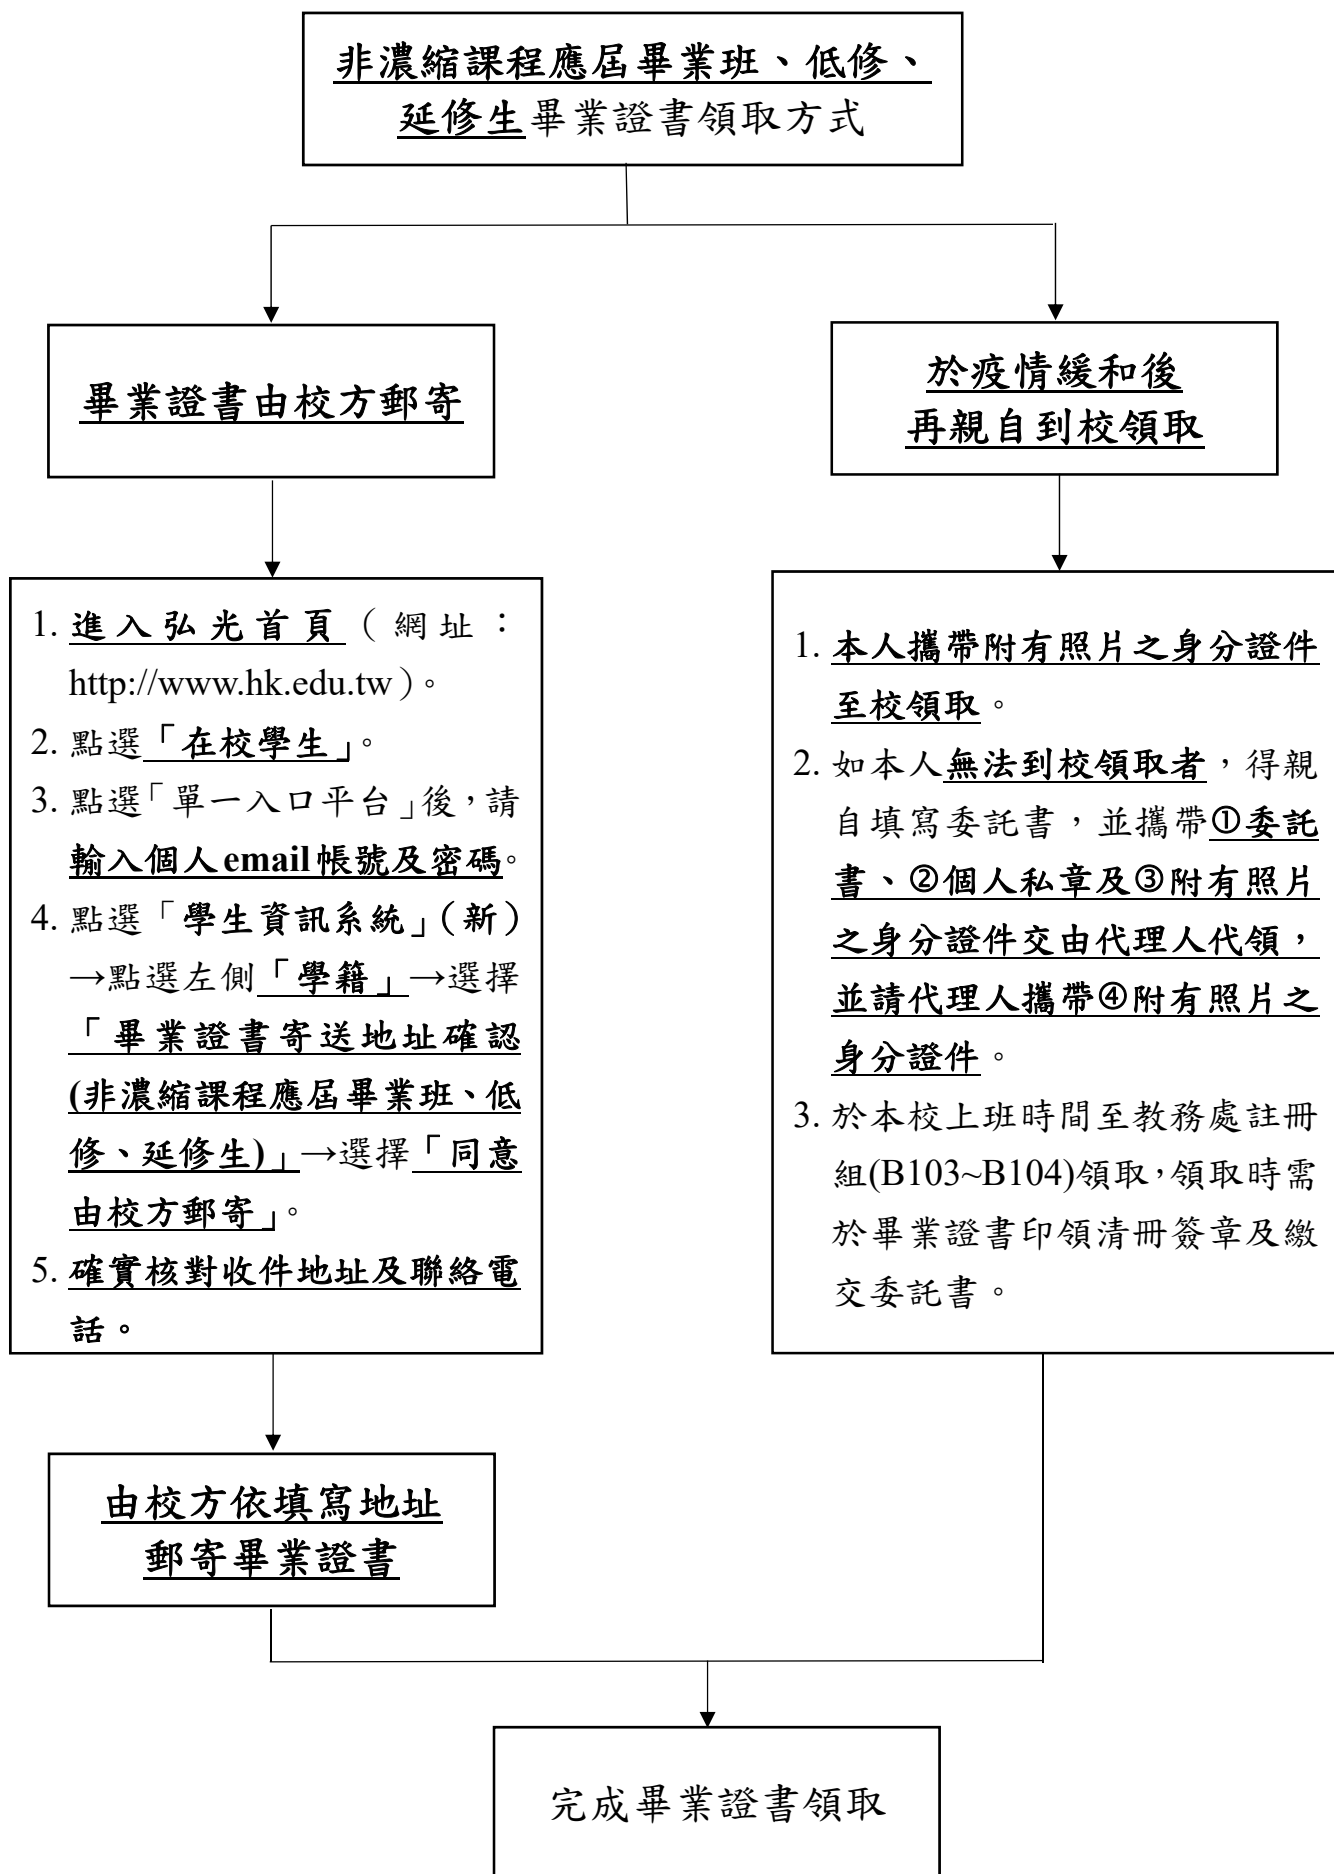 非濃縮課程應屆畢業班、低修、
延修生畢業證書領取方式
畢業證書由校方郵寄
於疫情緩和後
再親自到校領取
1. 進入弘光首頁（網址：
http://www.hk.edu.tw）。
2. 點選「在校學生」。
3. 點選「單一入口平台」後，請
輸入個人email帳號及密碼。
4. 點選「學生資訊系統」（新）
→點選左側「學籍」→選擇
「畢業證書寄送地址確認
(非濃縮課程應屆畢業班、低
修、延修生)」→選擇「同意
由校方郵寄」。
5. 確實核對收件地址及聯絡電
話。
1. 本人攜帶附有照片之身分證件
至校領取。
2. 如本人無法到校領取者，得親
自填寫委託書，並攜帶①委託
書、②個人私章及③附有照片
之身分證件交由代理人代領，
並請代理人攜帶④附有照片之
身分證件。
3. 於本校上班時間至教務處註冊
組(B103~B104)領取，領取時需
於畢業證書印領清冊簽章及繳
交委託書。
由校方依填寫地址
郵寄畢業證書
完成畢業證書領取